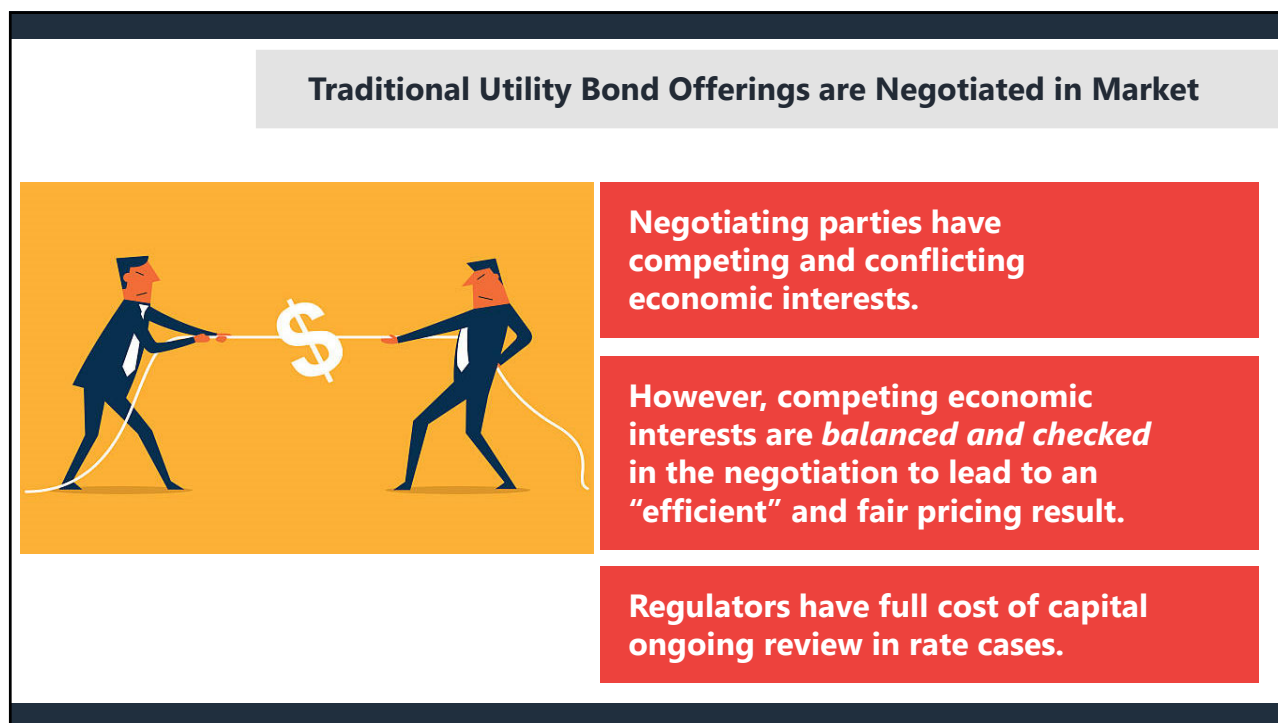 Traditional Utility Bond Offerings are Negotiated in Market
$
Negotiating parties have
competing and conflicting
economic interests.
However, competing economic
interests are balanced and checked
in the negotiation to lead to an
“efficient” and fair pricing result.
Regulators have full cost of capital
ongoing review in rate cases.